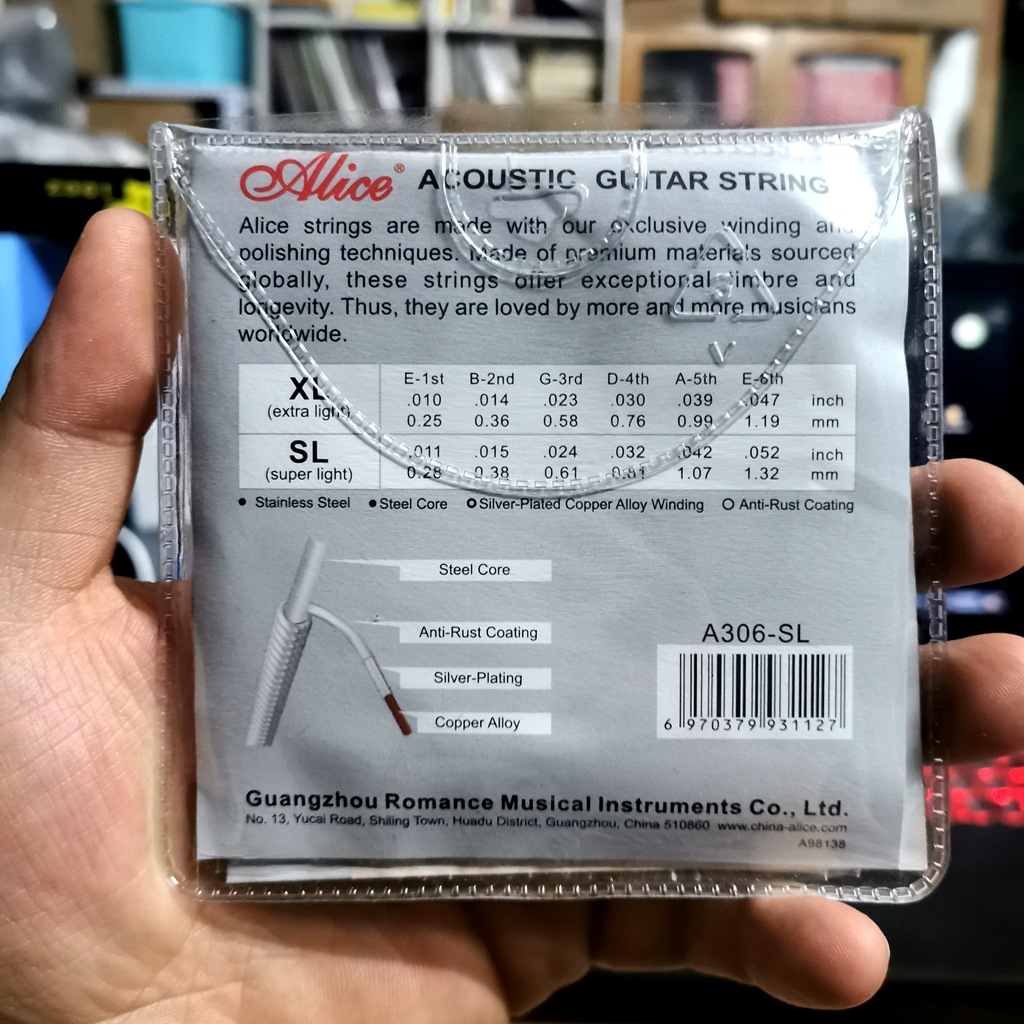 Alice® ACOUSTIC GUITAR STRING
Alice strings are made with our exclusive winding and
polishing techniques. Made of premium materials sourced
globally, these strings offer exceptional timbre and
longevity. Thus, they are loved by more and more musicians
worldwide.
E-1st B-2nd G-3rd D-4th A-5th E-6th
XL .010 .014 .023 .030 .039 .047 inch
(extra light) 0.25 0.36 0.58 0.76 0.99 1.19 mm
SL .011 .015 .024 .032 .042 .052 inch
(super light) 0.28 0.38 0.61 0.81 1.07 1.32 mm
● Stainless Steel ● Steel Core ○ Silver-Plated Copper Alloy Winding ○ Anti-Rust Coating
Steel Core
Anti-Rust Coating
Silver-Plating
Copper Alloy
A306-SL
6 970379 931127
Guangzhou Romance Musical Instruments Co., Ltd.
No. 13, Yucai Road, Shiling Town, Huadu District, Guangzhou, China 510860 www.china-alice.com
A98138